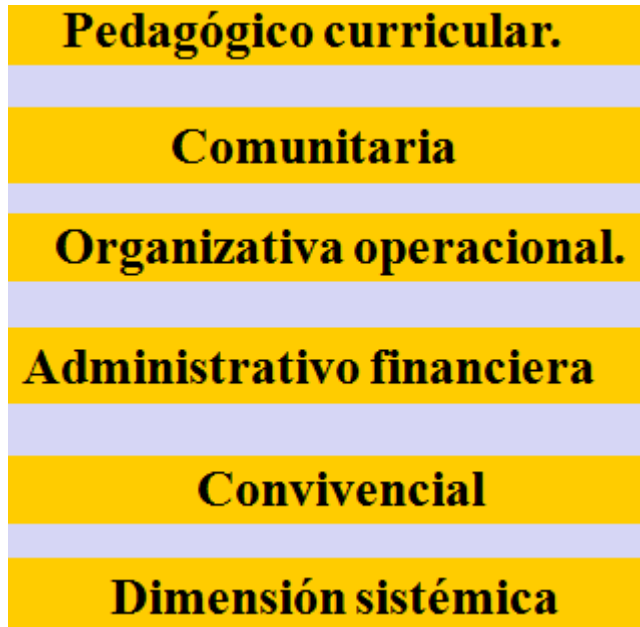 Pedagógico curricular.
Comunitaria
Organizativa operacional.
Administrativo financiera
Convivencial
Dimensión sistémica